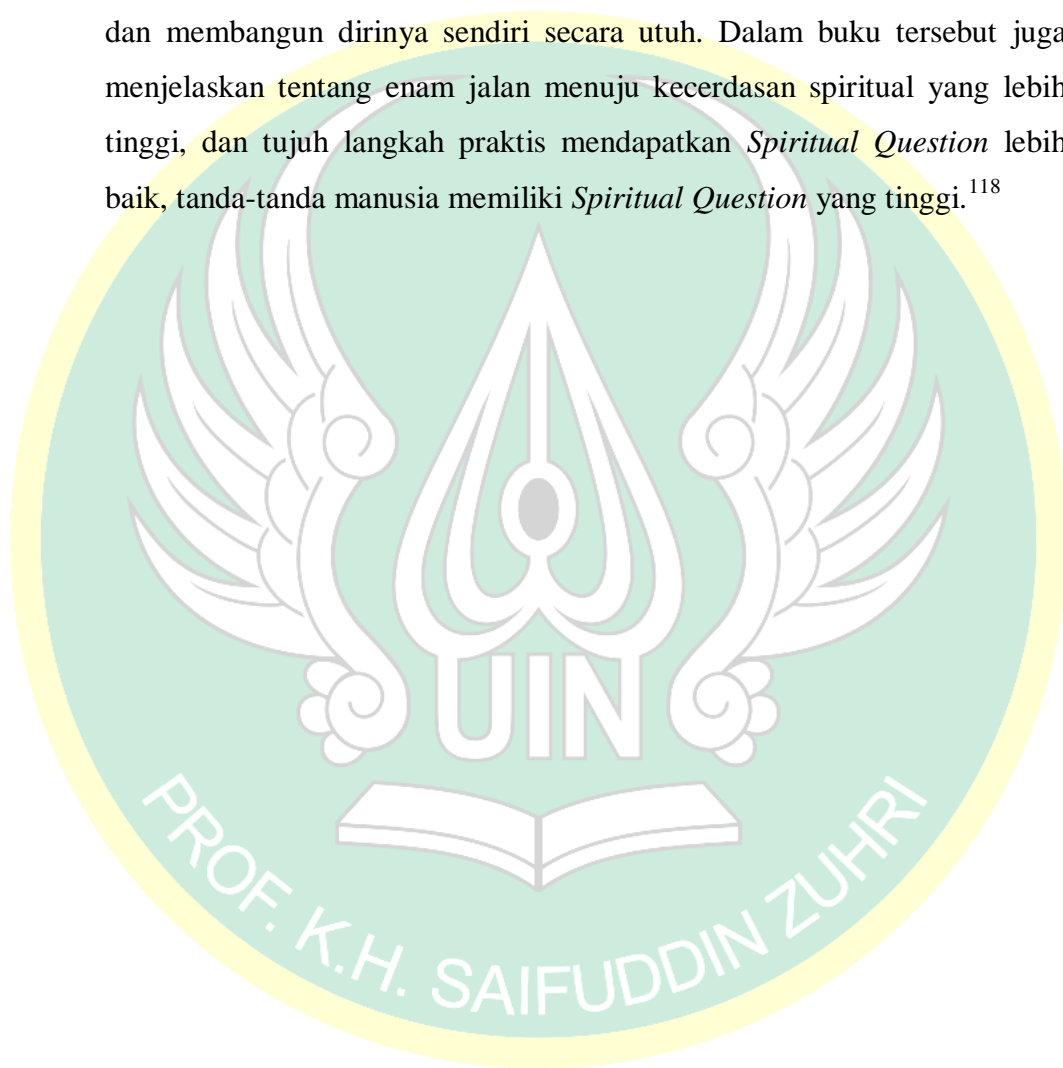 dan membangun dirinya sendiri secara utuh. Dalam buku tersebut juga
menjelaskan tentang enam jalan menuju kecerdasan spiritual yang lebih
tinggi, dan tujuh langkah praktis mendapatkan Spiritual Question lebih
baik, tanda-tanda manusia memiliki Spiritual Question yang tinggi.118
UIN
PROF. K.H. SAIFUDDIN ZUHRI